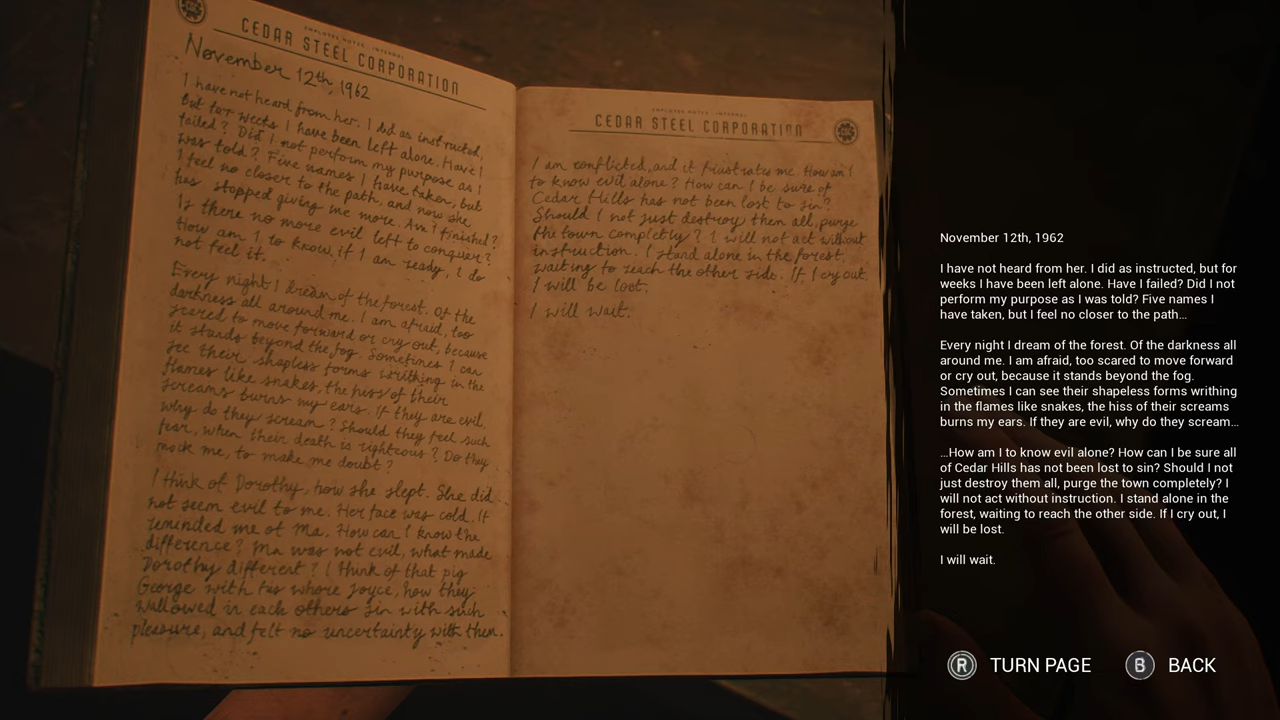 EMPLOYEE NOTES - INTERNAL
CEDAR STEEL CORPORATION
November 12th, 1962
I have not heard from her. I did as instructed,
but for weeks I have been left alone. Have I
failed? Did I not perform my purpose as I
was told? Five names I have taken, but
I feel no closer to the path, and now she
has stopped giving me more. Am I finished?
Is there no more evil left to conquer?
How am I to know if I am ready, I do
not feel it.
Every night I dream of the forest. Of the
darkness all around me. I am afraid, too
scared to move forward or cry out, because
it stands beyond the fog. Sometimes I can
see their shapless forms writhing in the
flames like snakes, the hiss of their
screams burns my ears. If they are evil,
why do they scream? Should they feel such
fear, when their death is righteous? Do they
mock me, to make me doubt?
I think of Dorothy, how she slept. She did
not seem evil to me. Her face was cold. It
reminded me of Ma. How can I know the
difference? Ma was not evil, what made
Dorothy different? I think of that pig
George with his whore Joyce, how they
wallowed in each others sin with such
pleasure, and felt no uncertainty with them.
EMPLOYEE NOTES - INTERNAL
CEDAR STEEL CORPORATION
I am conflicted, and it frustrates me. How am I
to know evil alone? How can I be sure of
Cedar Hills has not been lost to sin?
Should I not just destroy them all, purge
the town completly? I will not act without
instruction. I stand alone in the forest,
waiting to reach the other side. If I cry out,
I will be lost.
I will wait.
November 12th, 1962
I have not heard from her. I did as instructed, but for
weeks I have been left alone. Have I failed? Did I not
perform my purpose as I was told? Five names I
have taken, but I feel no closer to the path...
Every night I dream of the forest. Of the darkness all
around me. I am afraid, too scared to move forward
or cry out, because it stands beyond the fog.
Sometimes I can see their shapeless forms writhing
in the flames like snakes, the hiss of their screams
burns my ears. If they are evil, why do they scream...
...How am I to know evil alone? How can I be sure all
of Cedar Hills has not been lost to sin? Should I not
just destroy them all, purge the town completely? I
will not act without instruction. I stand alone in the
forest, waiting to reach the other side. If I cry out, I
will be lost.
I will wait.
R TURN PAGE B BACK